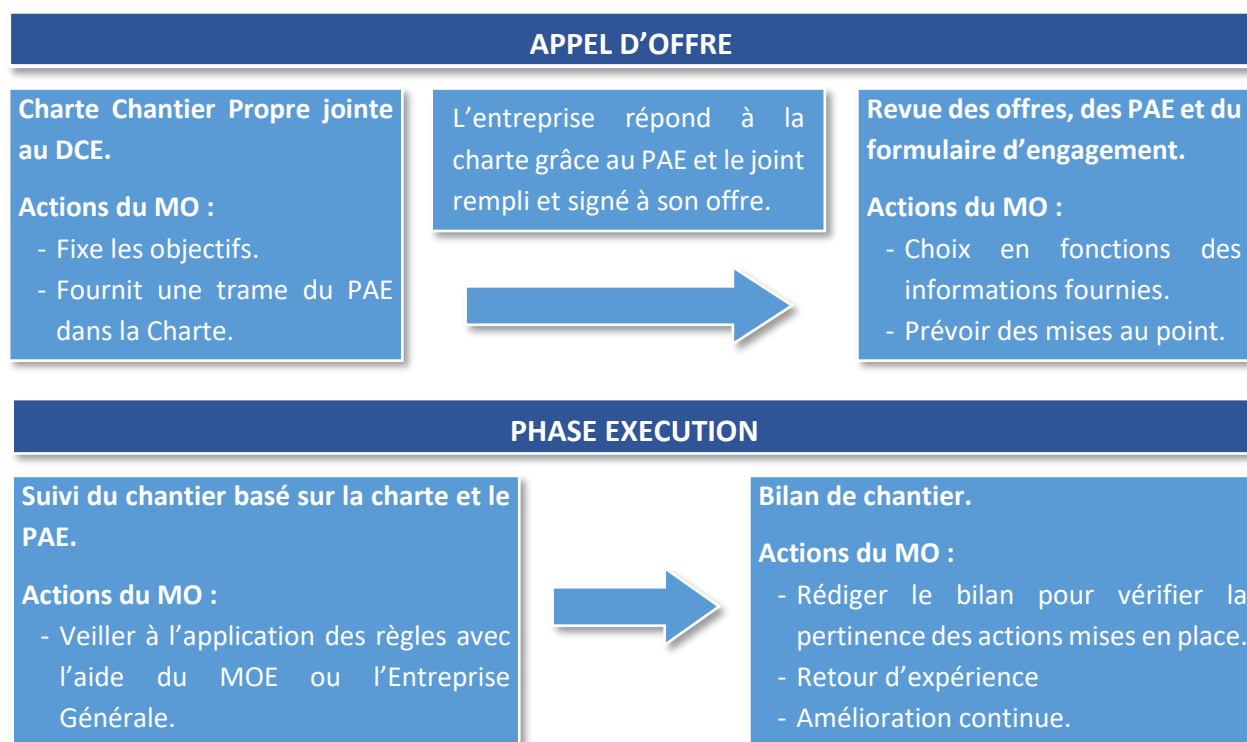 APPEL D’OFFRE
Charte Chantier Propre jointe
au DCE.
Actions du MO :
- Fixe les objectifs.
- Fournit une trame du PAE
dans la Charte.
L’entreprise répond à la
charte grâce au PAE et le joint
rempli et signé à son offre.
Revue des offres, des PAE et du
formulaire d’engagement.
Actions du MO :
- Choix en fonctions des
informations fournies.
- Prévoir des mises au point.
PHASE EXECUTION
Suivi du chantier basé sur la charte et le
PAE.
Actions du MO :
- Veiller à l’application des règles avec
l’aide du MOE ou l’Entreprise
Générale.
Bilan de chantier.
Actions du MO :
- Rédiger le bilan pour vérifier la
pertinence des actions mises en place.
- Retour d’expérience
- Amélioration continue.